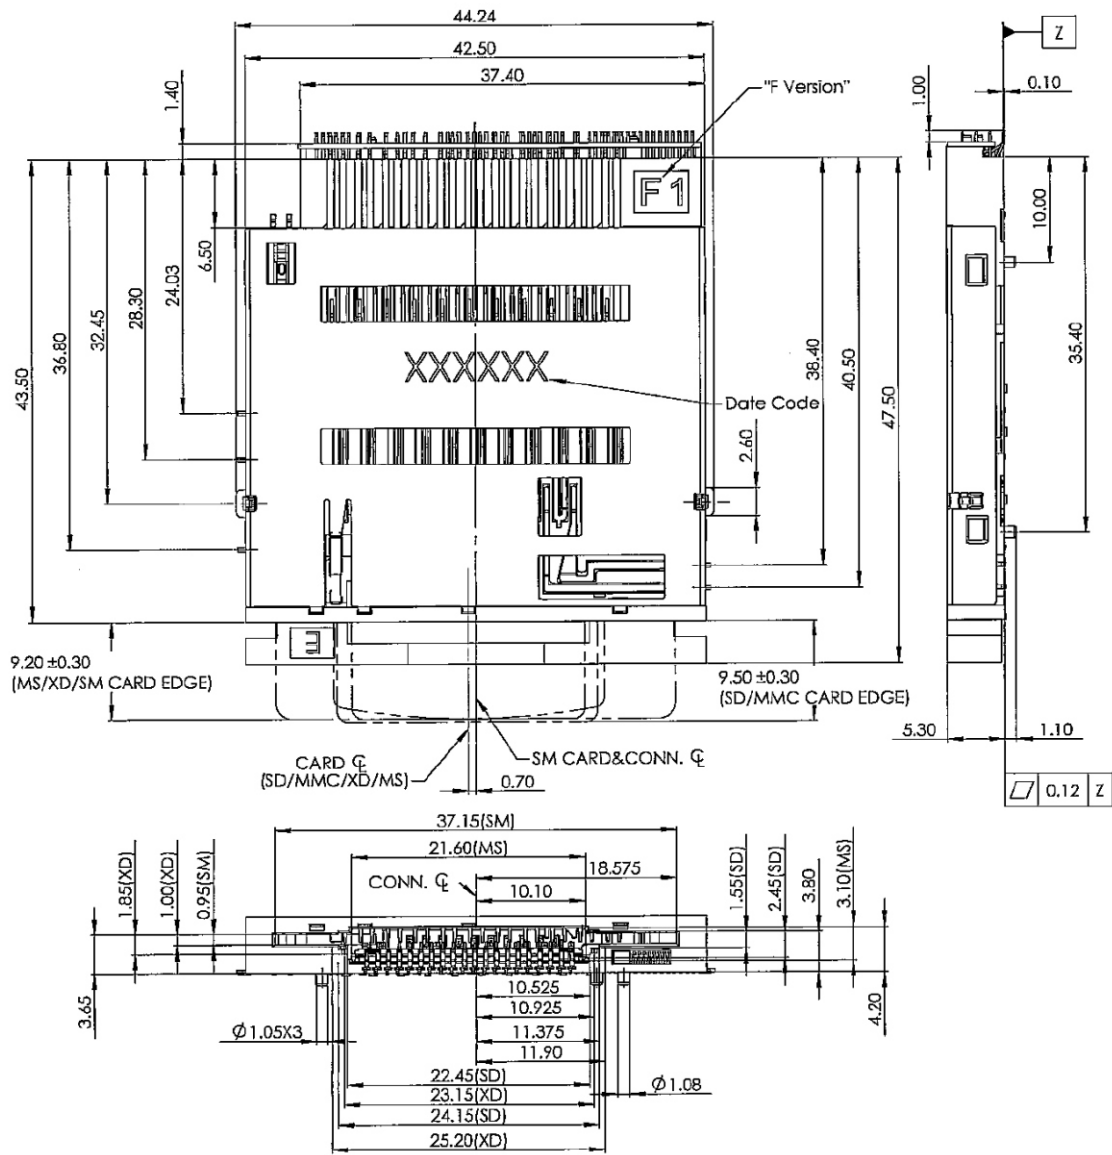 44.24
42.50
37.40
1.40
"F Version"
Z
1.00
0.10
F1
43.50
36.80
32.45
28.30
24.03
6.50
XXXXXX
Date Code
2.60
38.40
40.50
47.50
10.00
35.40
9.20 ±0.30
(MS/XD/SM CARD EDGE)
E
9.50 ±0.30
(SD/MMC CARD EDGE)
CARD ℄
(SD/MMC/XD/MS)
SM CARD&CONN. ℄
0.70
5.30
1.10
▱ 0.12 Z
37.15(SM)
21.60(MS)
18.575
CONN. ℄
10.10
1.85(XD)
1.00(XD)
0.95(SM)
1.55(SD)
2.45(SD)
3.80
3.10(MS)
3.65
4.20
10.525
10.925
Ø1.05X3
11.375
11.90
22.45(SD)
Ø1.08
23.15(XD)
24.15(SD)
25.20(XD)